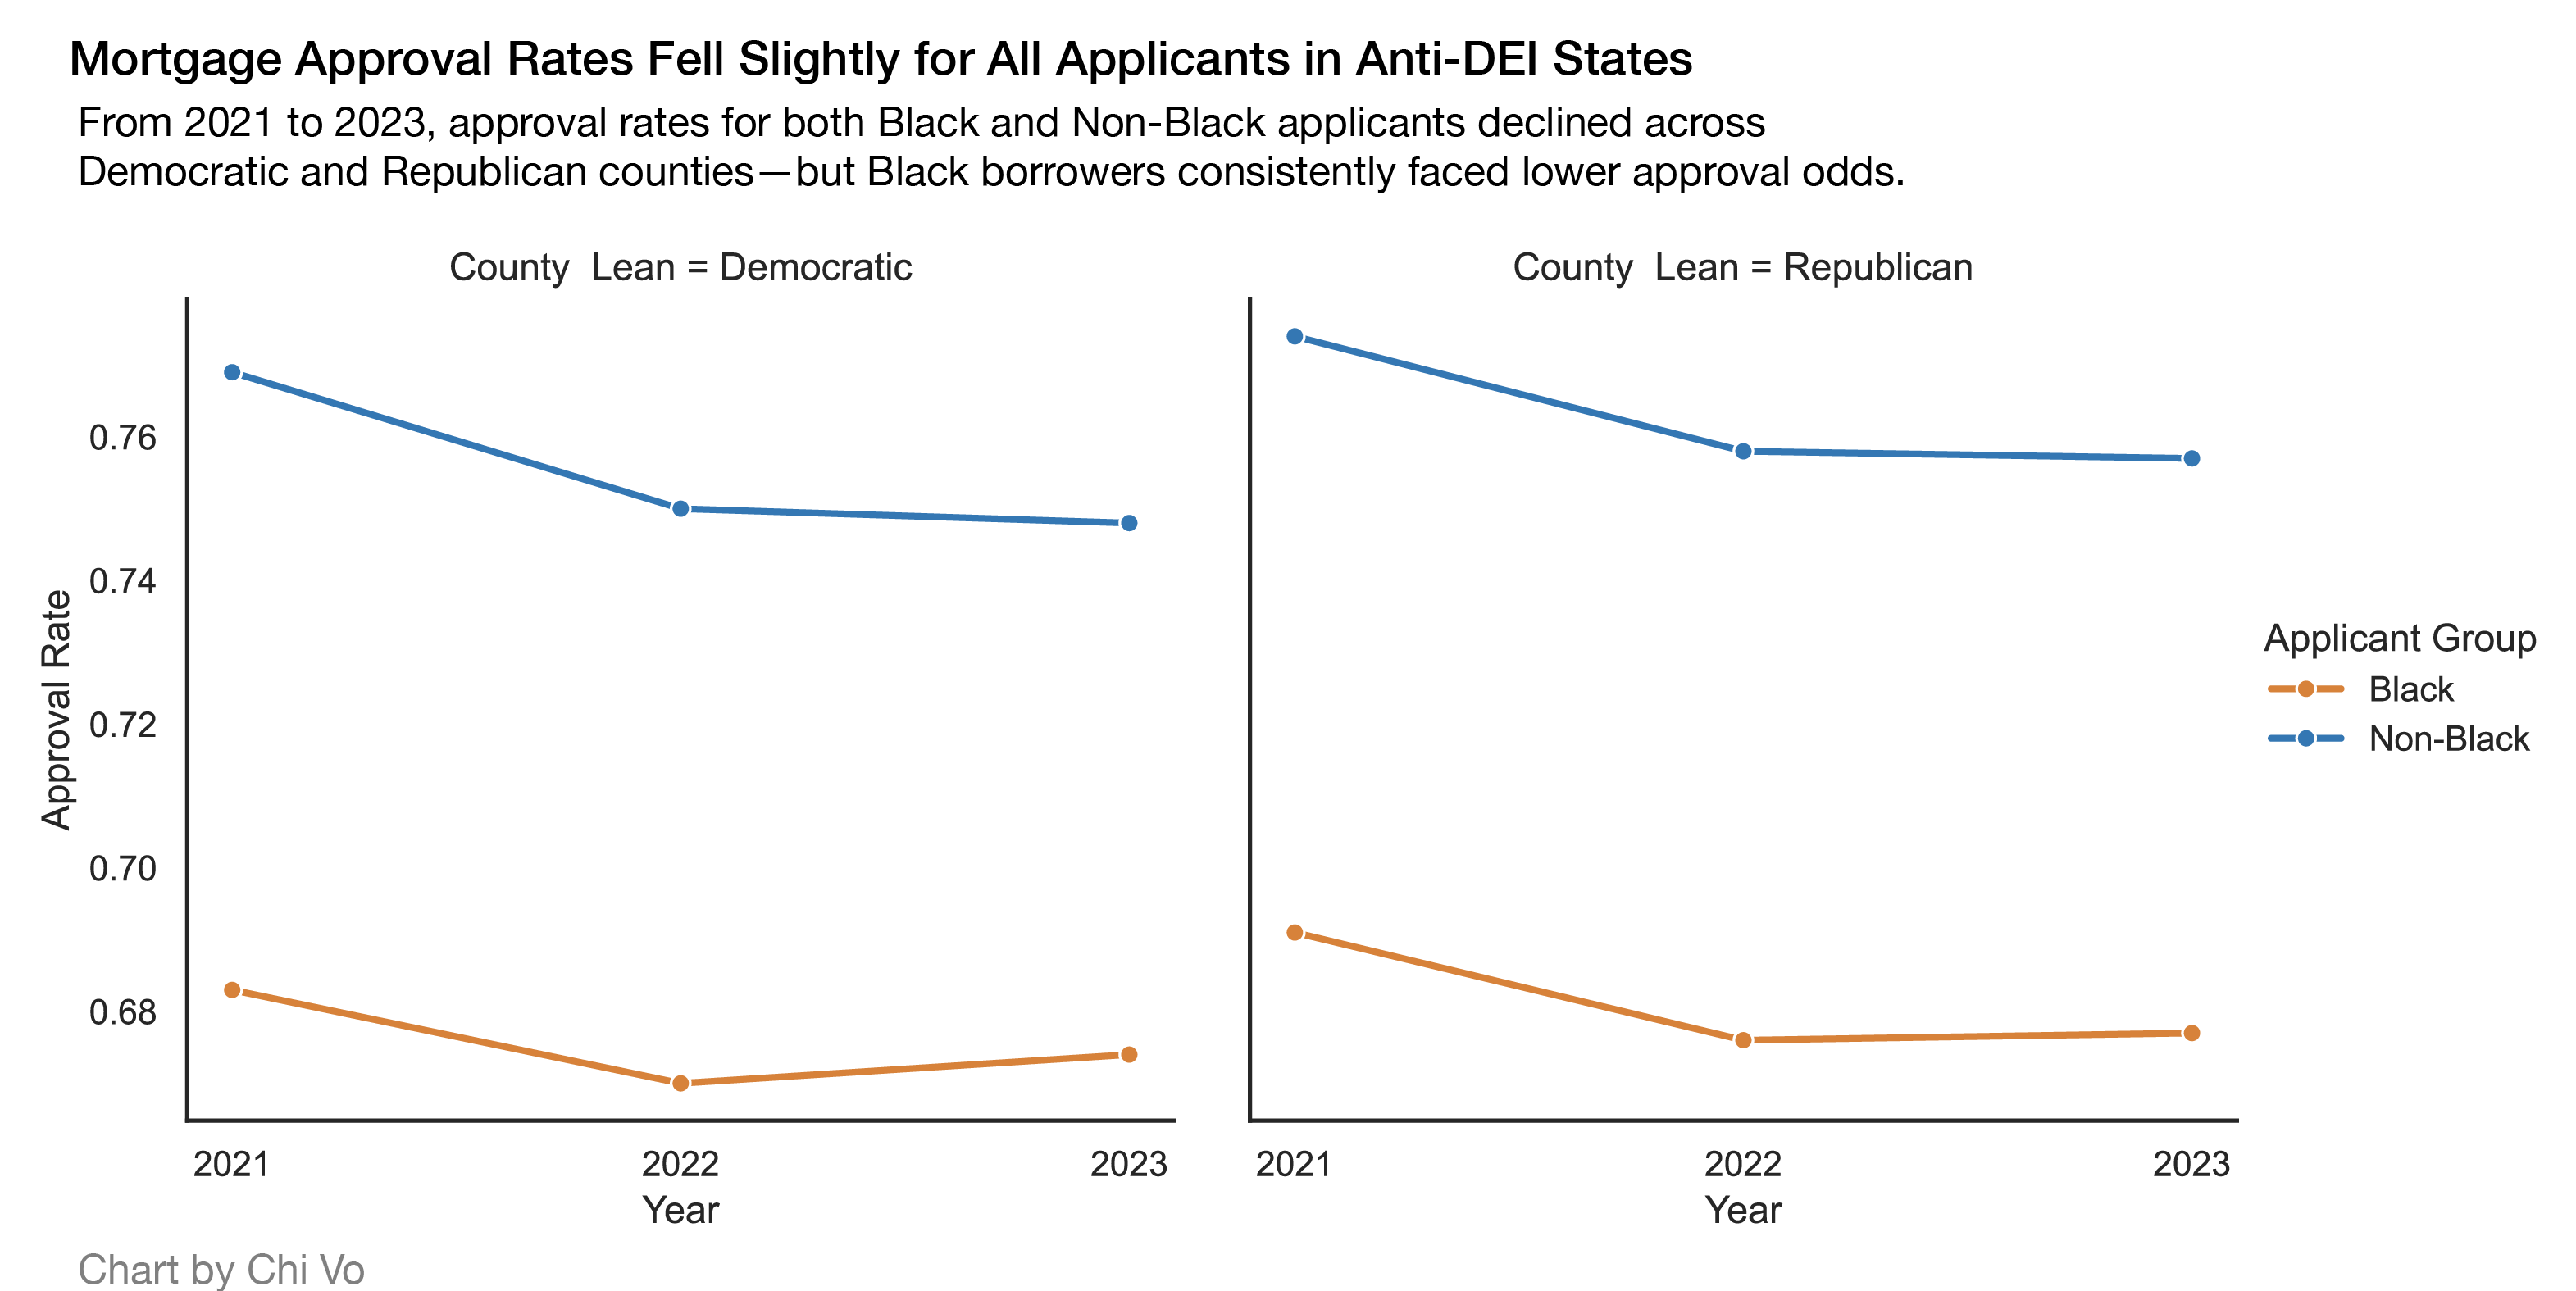 Mortgage Approval Rates Fell Slightly for All Applicants in Anti-DEI States
From 2021 to 2023, approval rates for both Black and Non-Black applicants declined across
Democratic and Republican counties—but Black borrowers consistently faced lower approval odds.
County  Lean = Democratic
County  Lean = Republican
Approval Rate
0.76
0.74
0.72
0.70
0.68
2021
2022
2023
Year
2021
2022
2023
Year
Applicant Group
Black
Non-Black
Chart by Chi Vo